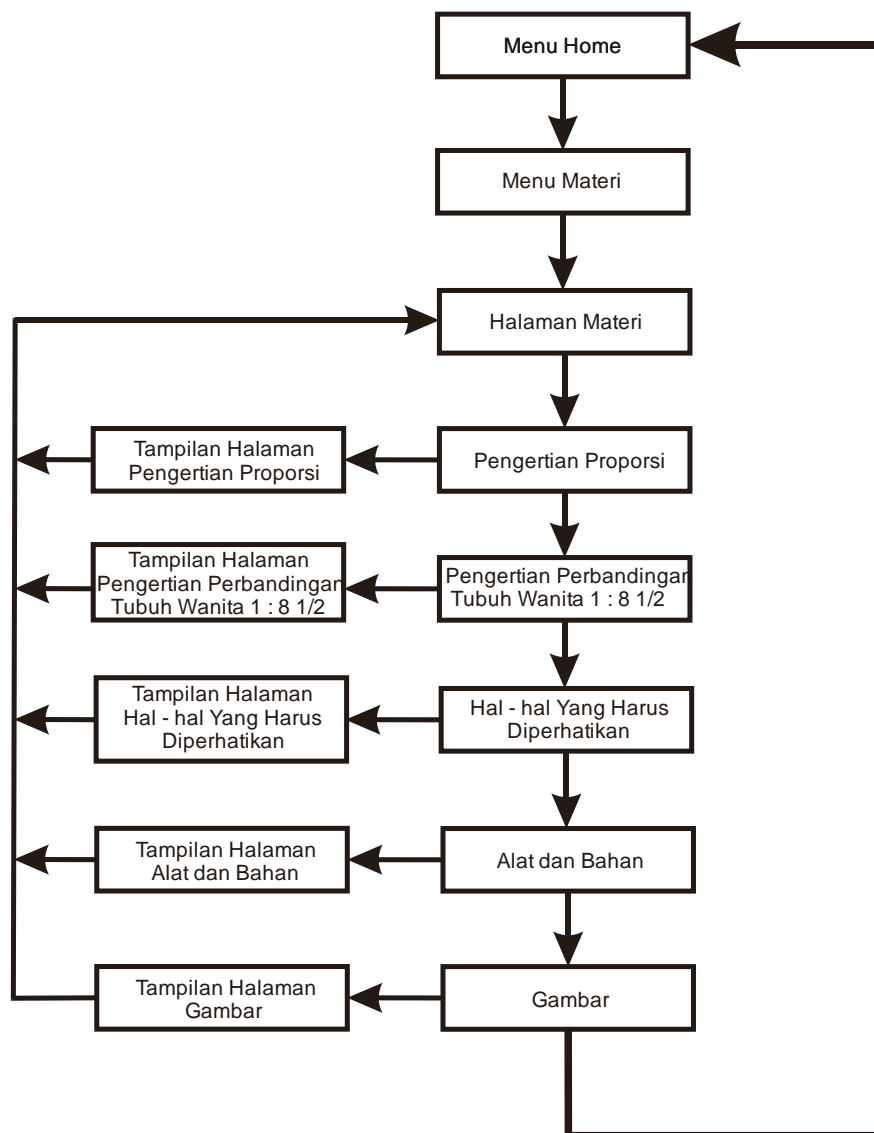 Menu Home
Menu Materi
Halaman Materi
Tampilan Halaman
Pengertian Proporsi
Pengertian Proporsi
Tampilan Halaman
Pengertian Perbandingan
Tubuh Wanita 1 : 8 1/2
Pengertian Perbandingan
Tubuh Wanita 1 : 8 1/2
Tampilan Halaman
Hal - hal Yang Harus
Diperhatikan
Hal - hal Yang Harus
Diperhatikan
Tampilan Halaman
Alat dan Bahan
Alat dan Bahan
Tampilan Halaman
Gambar
Gambar